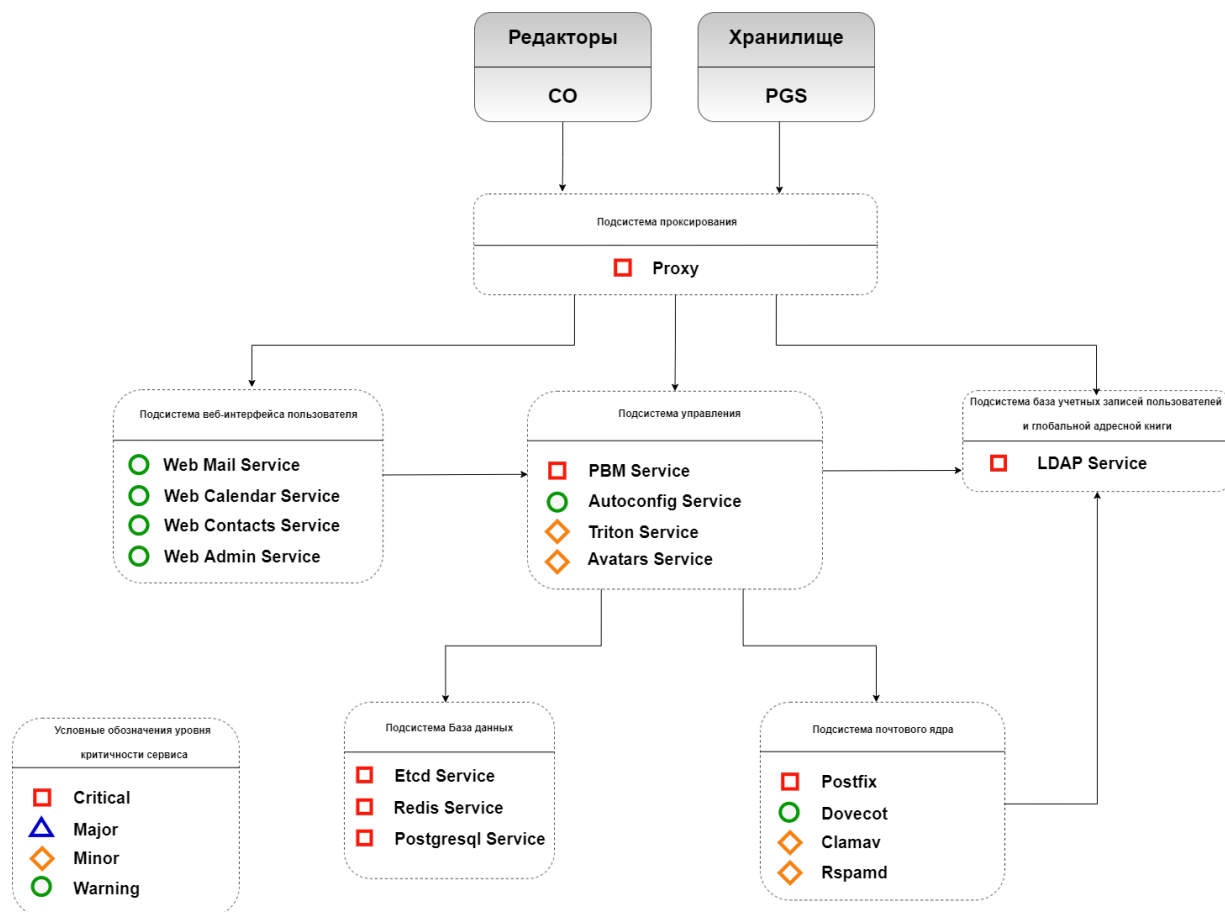 Редакторы
CO
Хранилище
PGS
Подсистема проксирования
Proxy
Подсистема веб-интерфейса пользователя
Web Mail Service
Web Calendar Service
Web Contacts Service
Web Admin Service
Подсистема управления
PBM Service
Autoconfig Service
Triton Service
Avatars Service
Подсистема база учетных записей пользователей
и глобальной адресной книги
LDAP Service
Условные обозначения уровня
критичности сервиса
Critical
Major
Minor
Warning
Подсистема База данных
Etcd Service
Redis Service
Postgresql Service
Подсистема почтового ядра
Postfix
Dovecot
Clamav
Rspamd